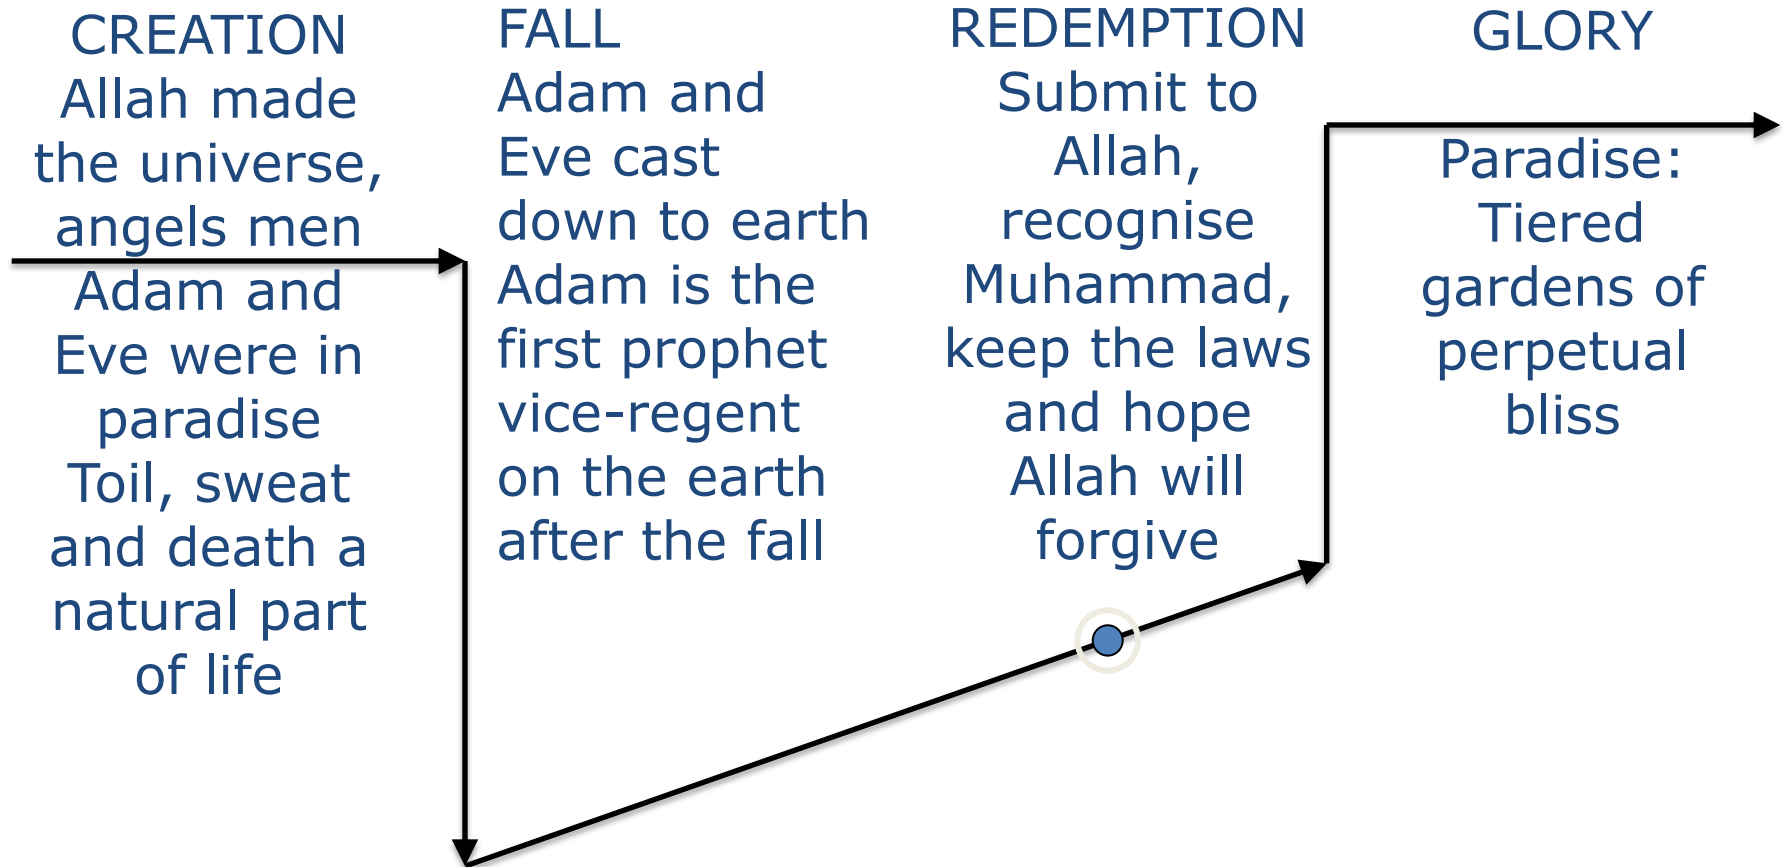 CREATION
Allah made
the universe,
angels men
Adam and
Eve were in
paradise
Toil, sweat
and death a
natural part
of life
FALL
Adam and
Eve cast
down to earth
Adam is the
first prophet
vice-regent
on the earth
after the fall
REDEMPTION
Submit to
Allah,
recognise
Muhammad,
keep the laws
and hope
Allah will
forgive
GLORY
Paradise:
Tiered
gardens of
perpetual
bliss